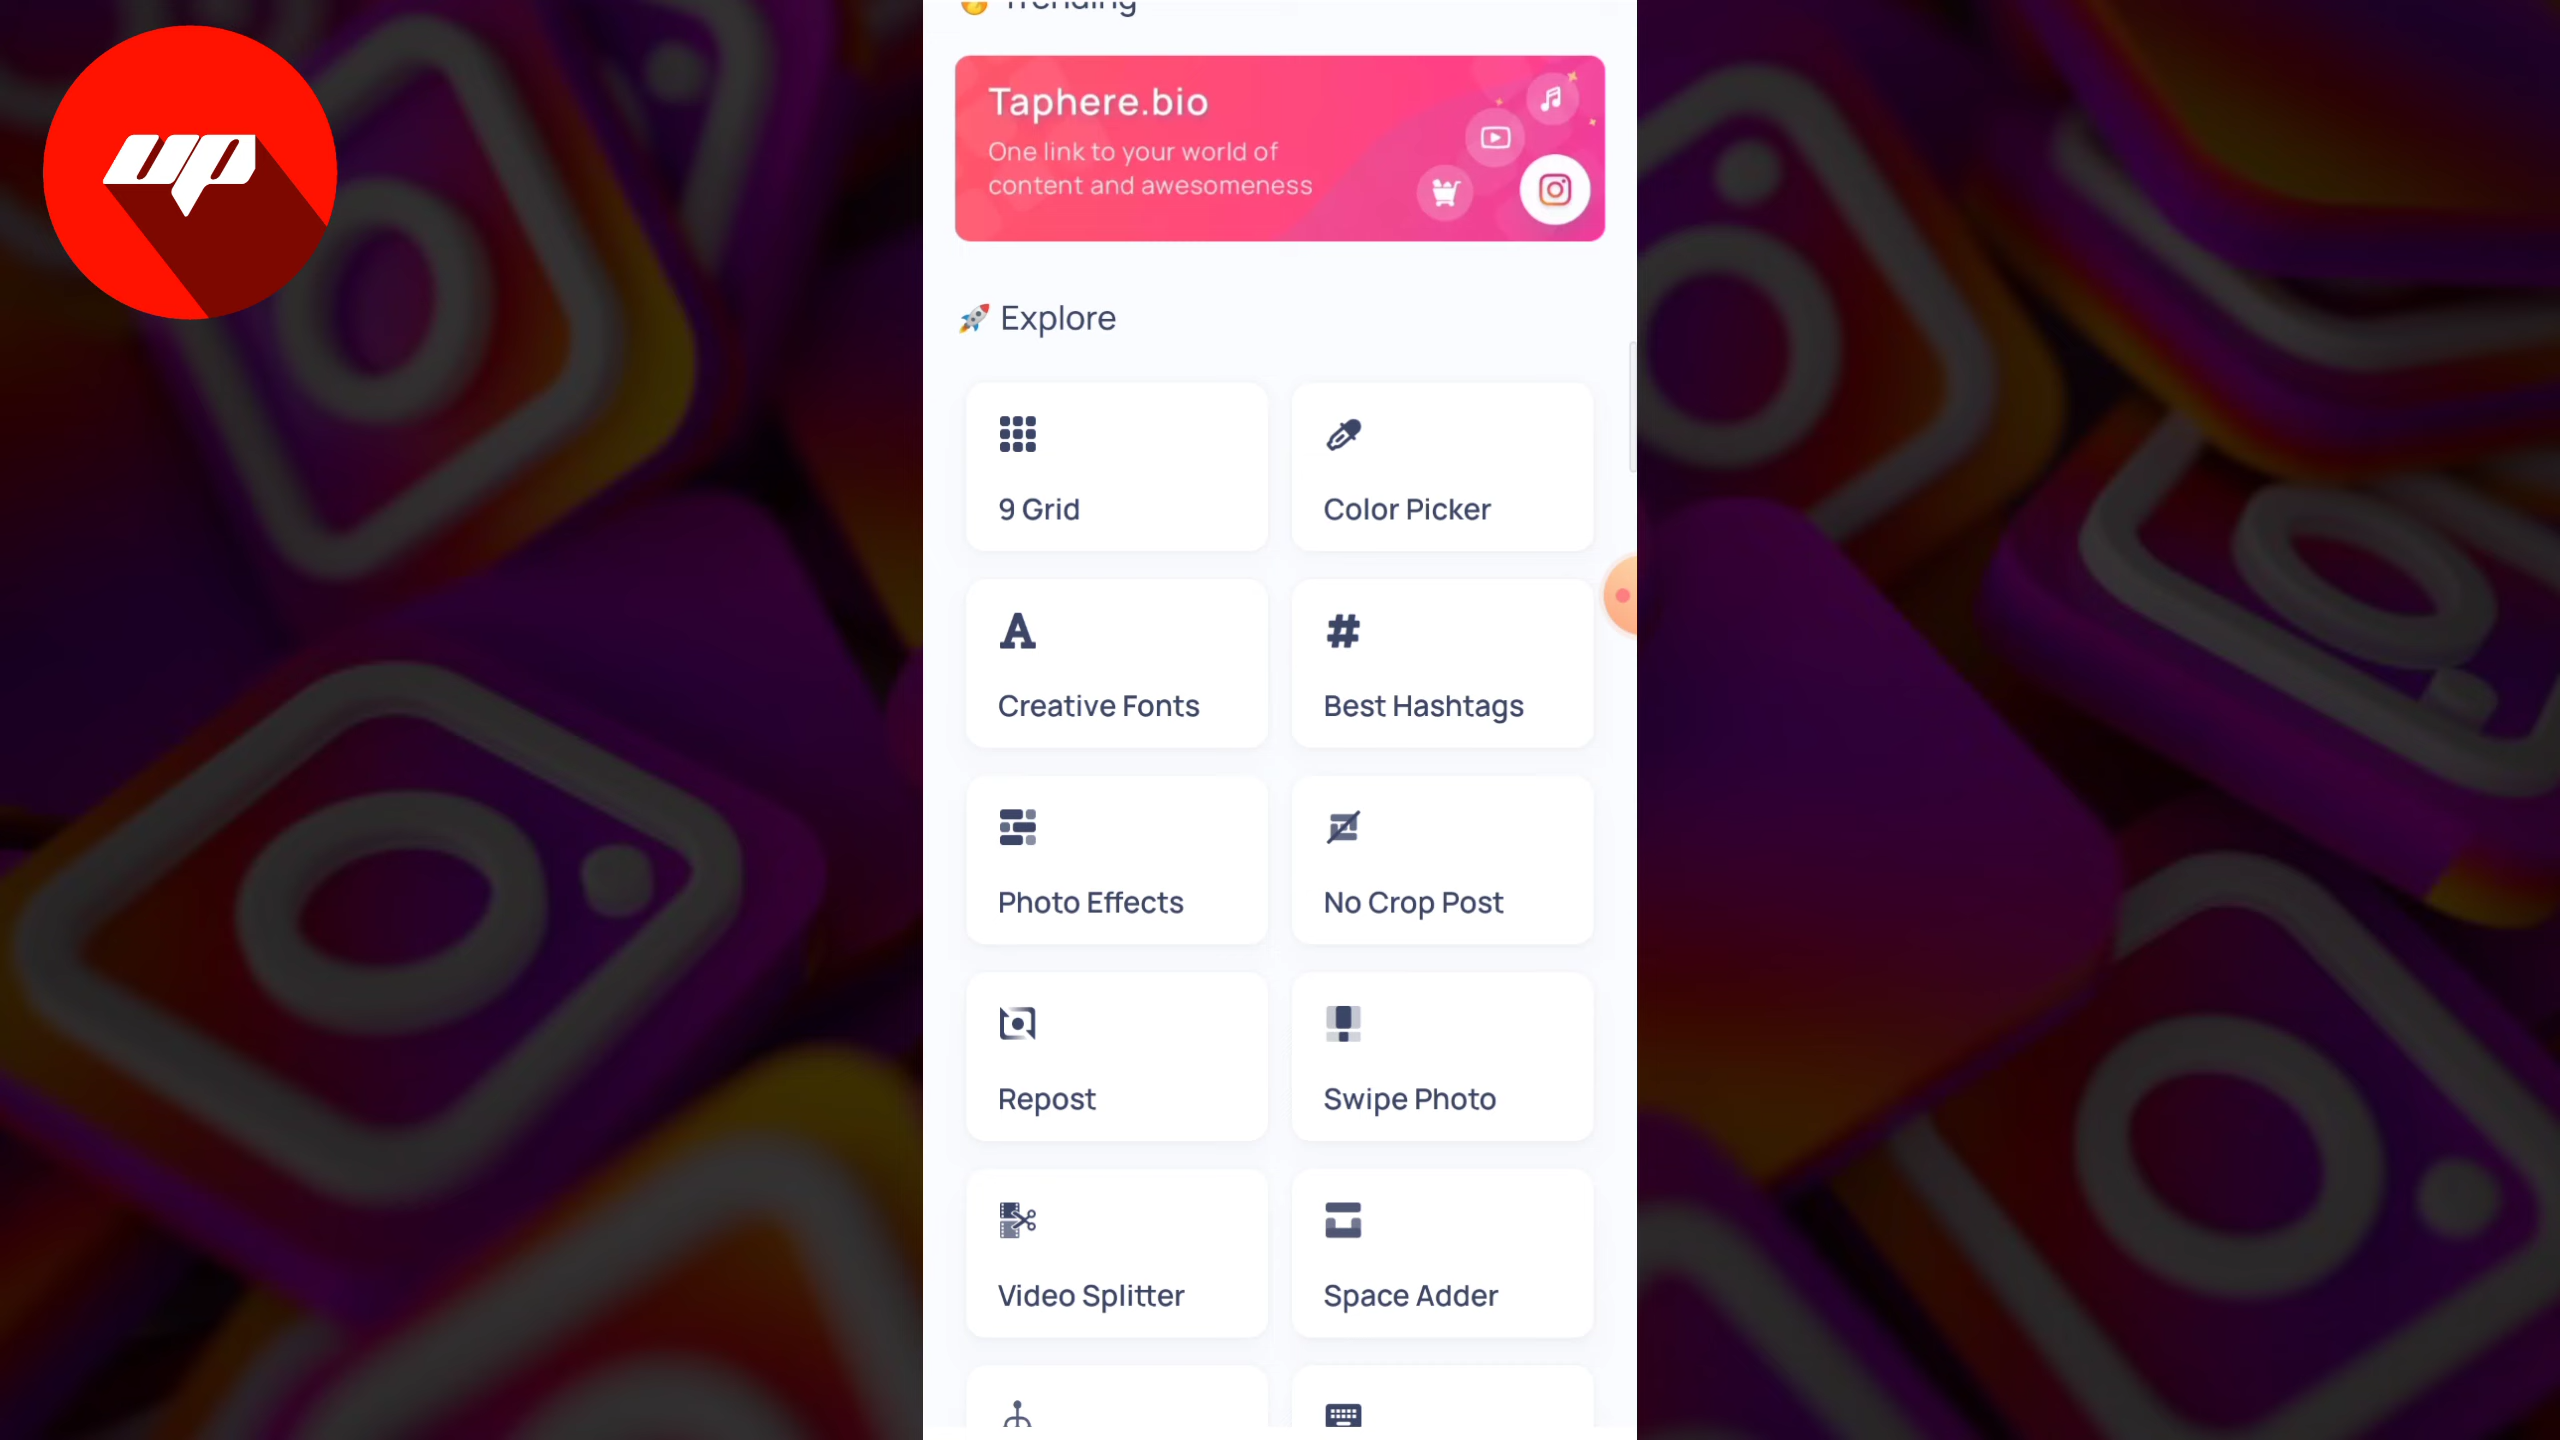 up
Trending
Taphere.bio
One link to your world of
content and awesomeness
Explore
9 Grid
Color Picker
Creative Fonts
Best Hashtags
Photo Effects
No Crop Post
Repost
Swipe Photo
Video Splitter
Space Adder